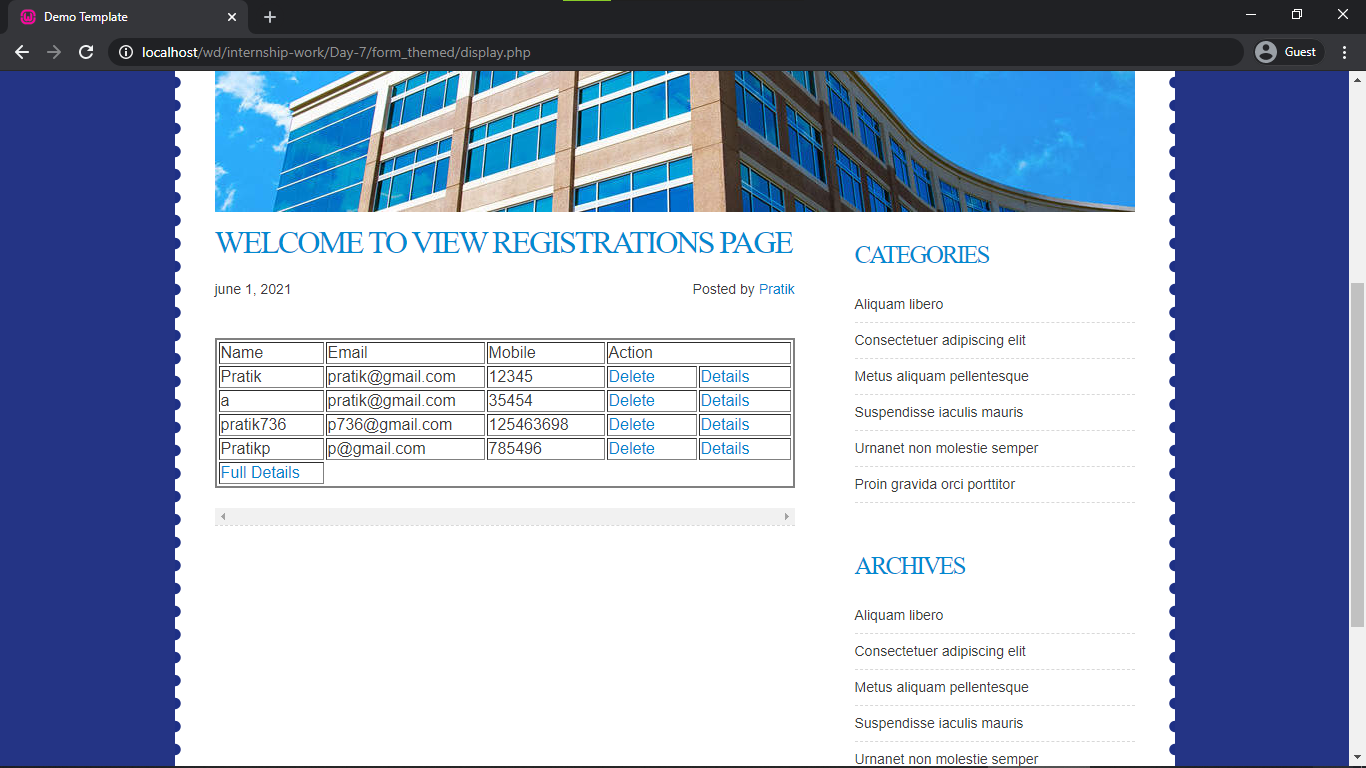 Demo Template
localhost/wd/internship-work/Day-7/form_themed/display.php
Guest
WELCOME TO VIEW REGISTRATIONS PAGE
june 1, 2021 Posted by Pratik
Name Email Mobile Action
Pratik pratik@gmail.com 12345 Delete Details
a pratik@gmail.com 35454 Delete Details
pratik736 p736@gmail.com 125463698 Delete Details
Pratikp p@gmail.com 785496 Delete Details
Full Details
CATEGORIES
Aliquam libero
Consectetuer adipiscing elit
Metus aliquam pellentesque
Suspendisse iaculis mauris
Urnanet non molestie semper
Proin gravida orci porttitor
ARCHIVES
Aliquam libero
Consectetuer adipiscing elit
Metus aliquam pellentesque
Suspendisse iaculis mauris
Urnanet non molestie semper